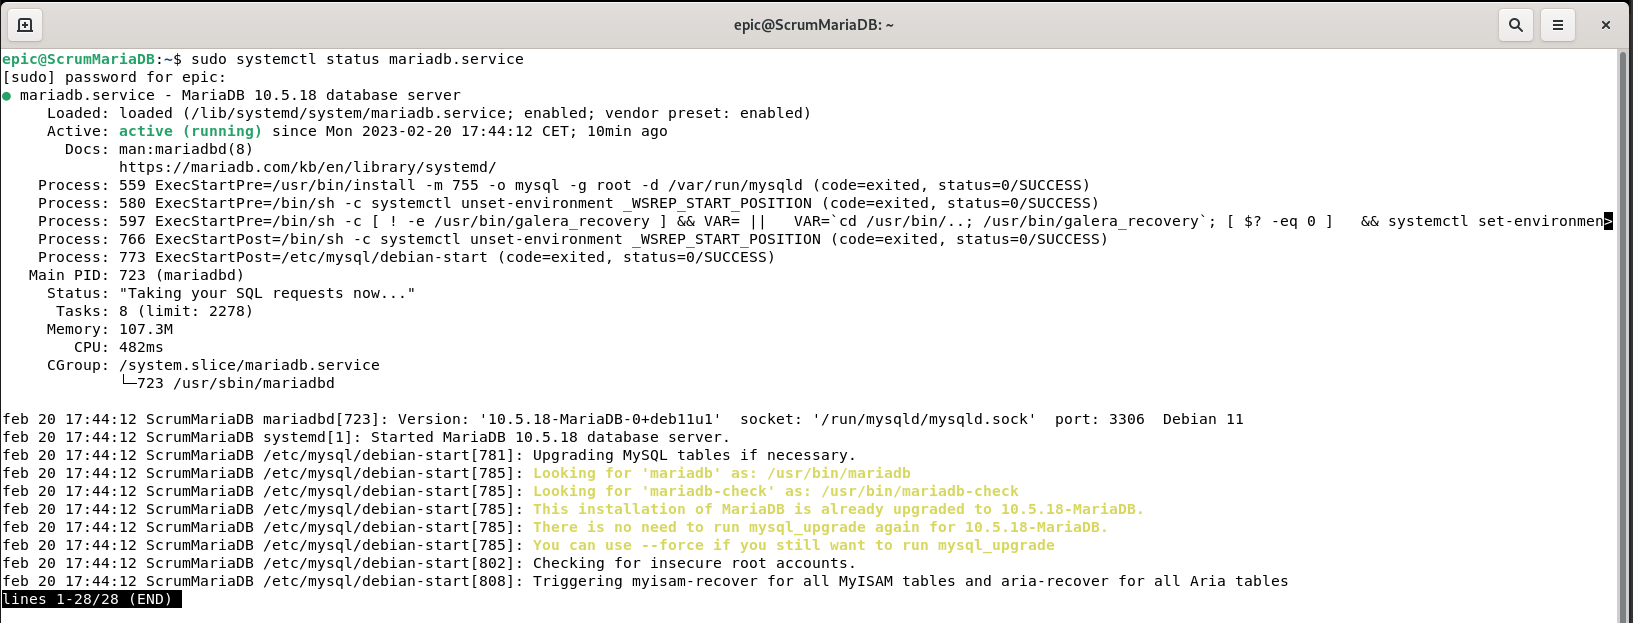 epic@ScrumMariaDB: ~
epic@ScrumMariaDB:~$ sudo systemctl status mariadb.service
[sudo] password for epic:
● mariadb.service - MariaDB 10.5.18 database server
     Loaded: loaded (/lib/systemd/system/mariadb.service; enabled; vendor preset: enabled)
     Active: active (running) since Mon 2023-02-20 17:44:12 CET; 10min ago
       Docs: man:mariadbd(8)
             https://mariadb.com/kb/en/library/systemd/
    Process: 559 ExecStartPre=/usr/bin/install -m 755 -o mysql -g root -d /var/run/mysqld (code=exited, status=0/SUCCESS)
    Process: 580 ExecStartPre=/bin/sh -c systemctl unset-environment _WSREP_START_POSITION (code=exited, status=0/SUCCESS)
    Process: 597 ExecStartPre=/bin/sh -c [ ! -e /usr/bin/galera_recovery ] && VAR= ||   VAR=`cd /usr/bin/..; /usr/bin/galera_recovery`; [ $? -eq 0 ]   && systemctl set-environmen>
    Process: 766 ExecStartPost=/bin/sh -c systemctl unset-environment _WSREP_START_POSITION (code=exited, status=0/SUCCESS)
    Process: 773 ExecStartPost=/etc/mysql/debian-start (code=exited, status=0/SUCCESS)
   Main PID: 723 (mariadbd)
     Status: "Taking your SQL requests now..."
      Tasks: 8 (limit: 2278)
     Memory: 107.3M
        CPU: 482ms
     CGroup: /system.slice/mariadb.service
             └─723 /usr/sbin/mariadbd
feb 20 17:44:12 ScrumMariaDB mariadbd[723]: Version: '10.5.18-MariaDB-0+deb11u1'  socket: '/run/mysqld/mysqld.sock'  port: 3306  Debian 11
feb 20 17:44:12 ScrumMariaDB systemd[1]: Started MariaDB 10.5.18 database server.
feb 20 17:44:12 ScrumMariaDB /etc/mysql/debian-start[781]: Upgrading MySQL tables if necessary.
feb 20 17:44:12 ScrumMariaDB /etc/mysql/debian-start[785]: Looking for 'mariadb' as: /usr/bin/mariadb
feb 20 17:44:12 ScrumMariaDB /etc/mysql/debian-start[785]: Looking for 'mariadb-check' as: /usr/bin/mariadb-check
feb 20 17:44:12 ScrumMariaDB /etc/mysql/debian-start[785]: This installation of MariaDB is already upgraded to 10.5.18-MariaDB.
feb 20 17:44:12 ScrumMariaDB /etc/mysql/debian-start[785]: There is no need to run mysql_upgrade again for 10.5.18-MariaDB.
feb 20 17:44:12 ScrumMariaDB /etc/mysql/debian-start[785]: You can use --force if you still want to run mysql_upgrade
feb 20 17:44:12 ScrumMariaDB /etc/mysql/debian-start[802]: Checking for insecure root accounts.
feb 20 17:44:12 ScrumMariaDB /etc/mysql/debian-start[808]: Triggering myisam-recover for all MyISAM tables and aria-recover for all Aria tables
lines 1-28/28 (END)